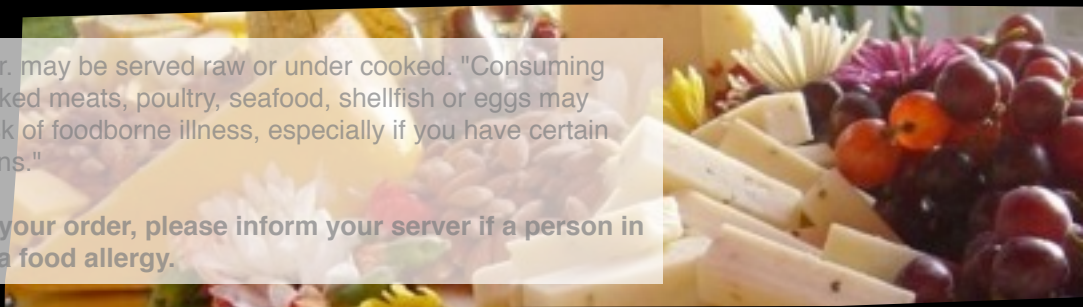 r. may be served raw or under cooked. "Consuming
ked meats, poultry, seafood, shellfish or eggs may
k of foodborne illness, especially if you have certain
ns."
your order, please inform your server if a person in
a food allergy.